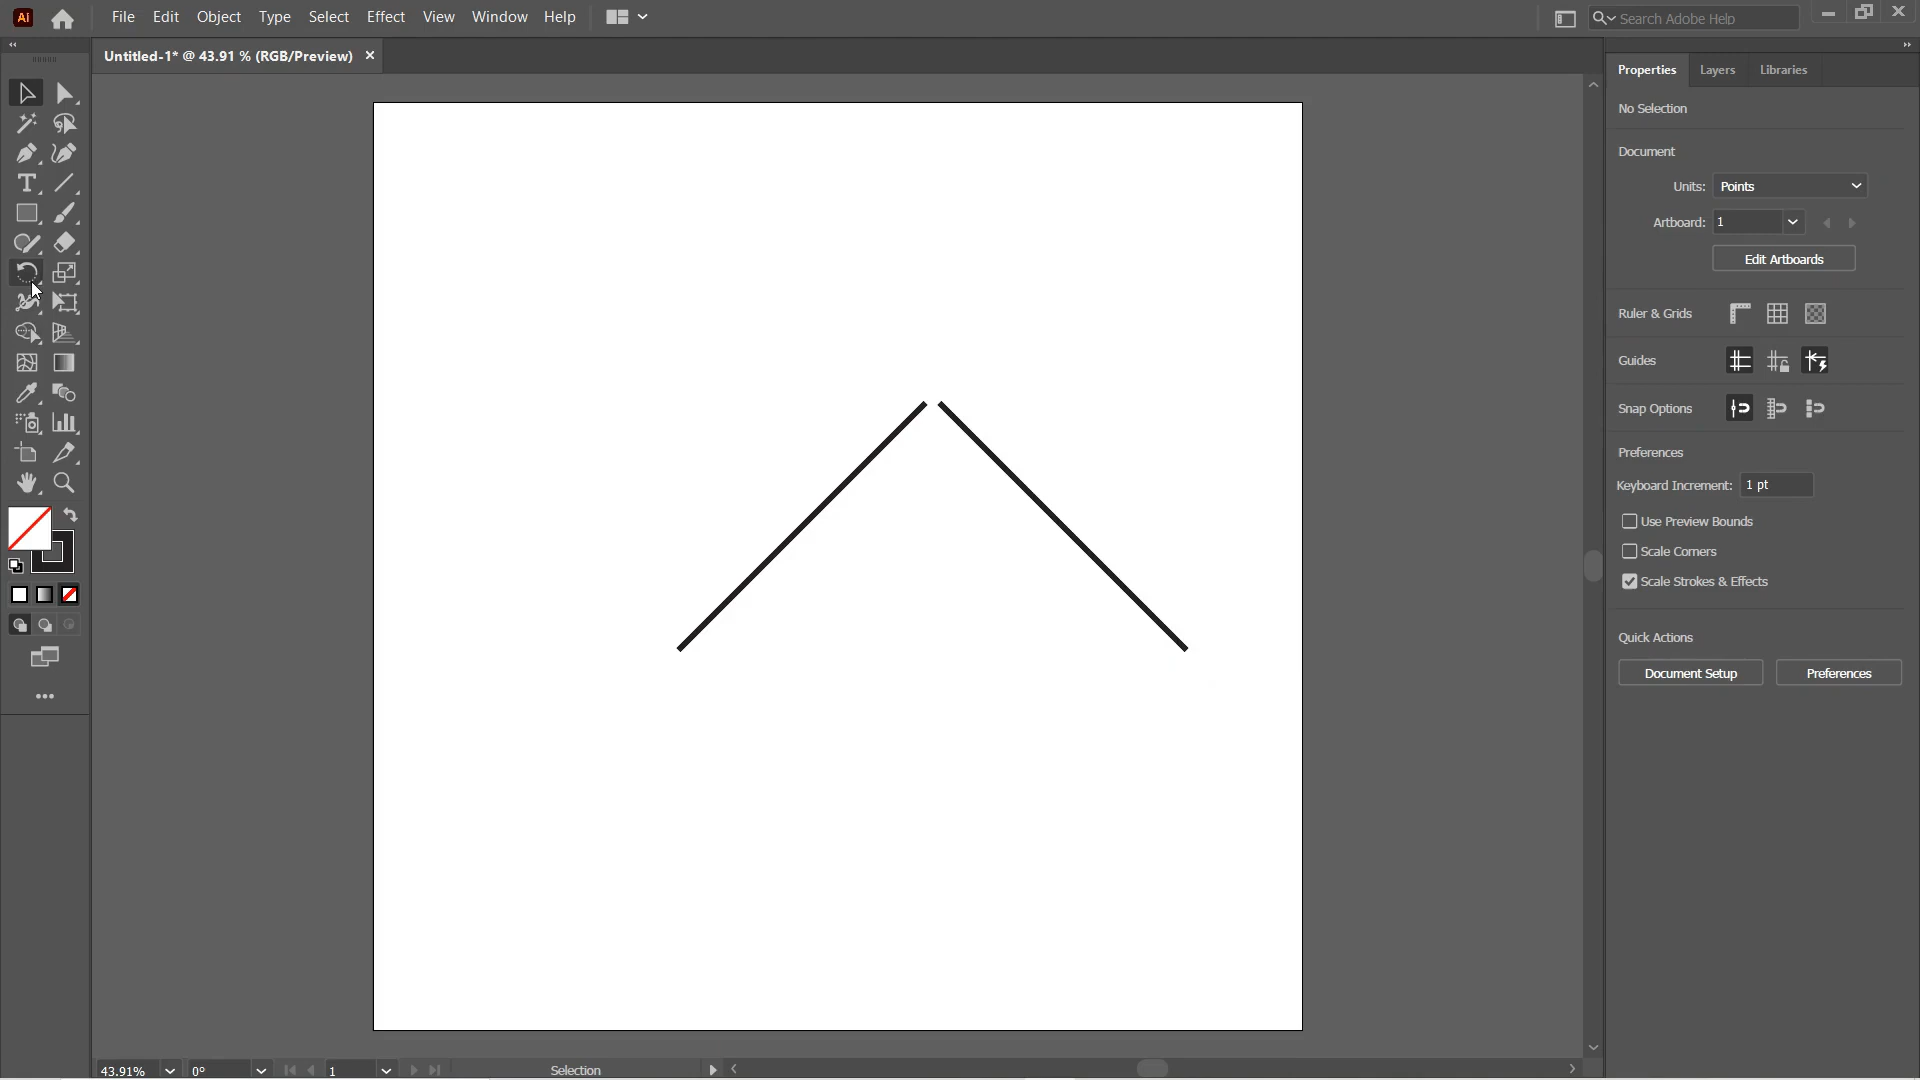 Ai File Edit Object Type Select Effect View Window Help Search Adobe Help
Untitled-1* @ 43.91 % (RGB/Preview)
Properties Layers Libraries
No Selection
Document
Units: Points
Artboard: 1
Edit Artboards
Ruler & Grids
Guides
Snap Options
Preferences
Keyboard Increment: 1 pt
Use Preview Bounds
Scale Corners
Scale Strokes & Effects
Quick Actions
Document Setup Preferences
43.91% 0° 1 Selection